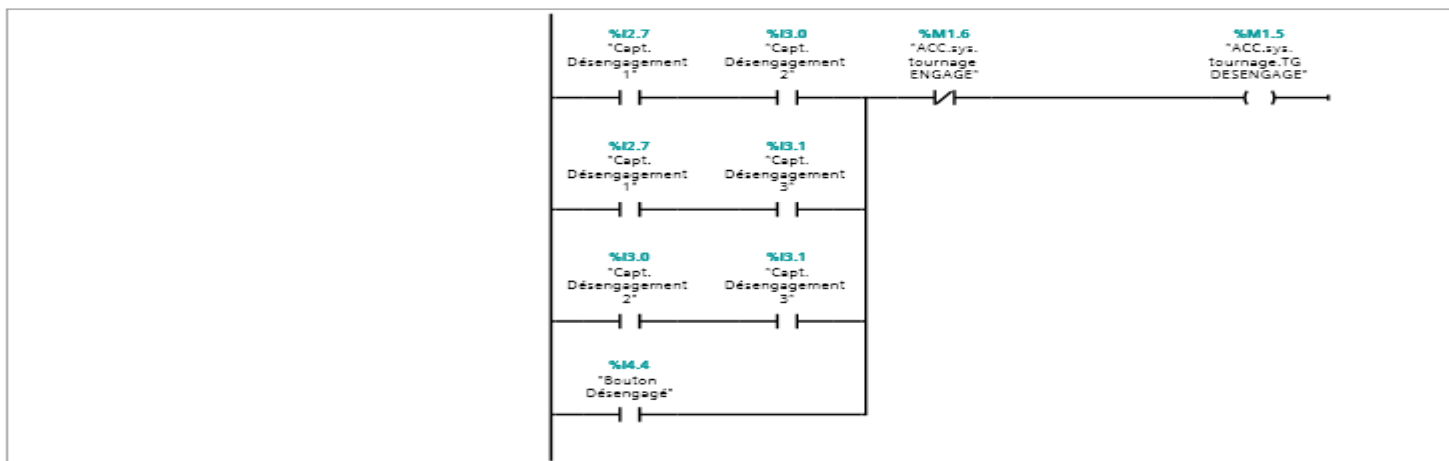 %I2.7 %I3.0 %M1.6 %M1.5
"Capt. "Capt. "ACC.sys. "ACC.sys.
Désengagement Désengagement tournage tournage.TG
1" 2" ENGAGE" DESENGAGE"
%I2.7 %I3.1
"Capt. "Capt.
Désengagement Désengagement
1" 3"
%I3.0 %I3.1
"Capt. "Capt.
Désengagement Désengagement
2" 3"
%I4.4
"Bouton
Désengagé"